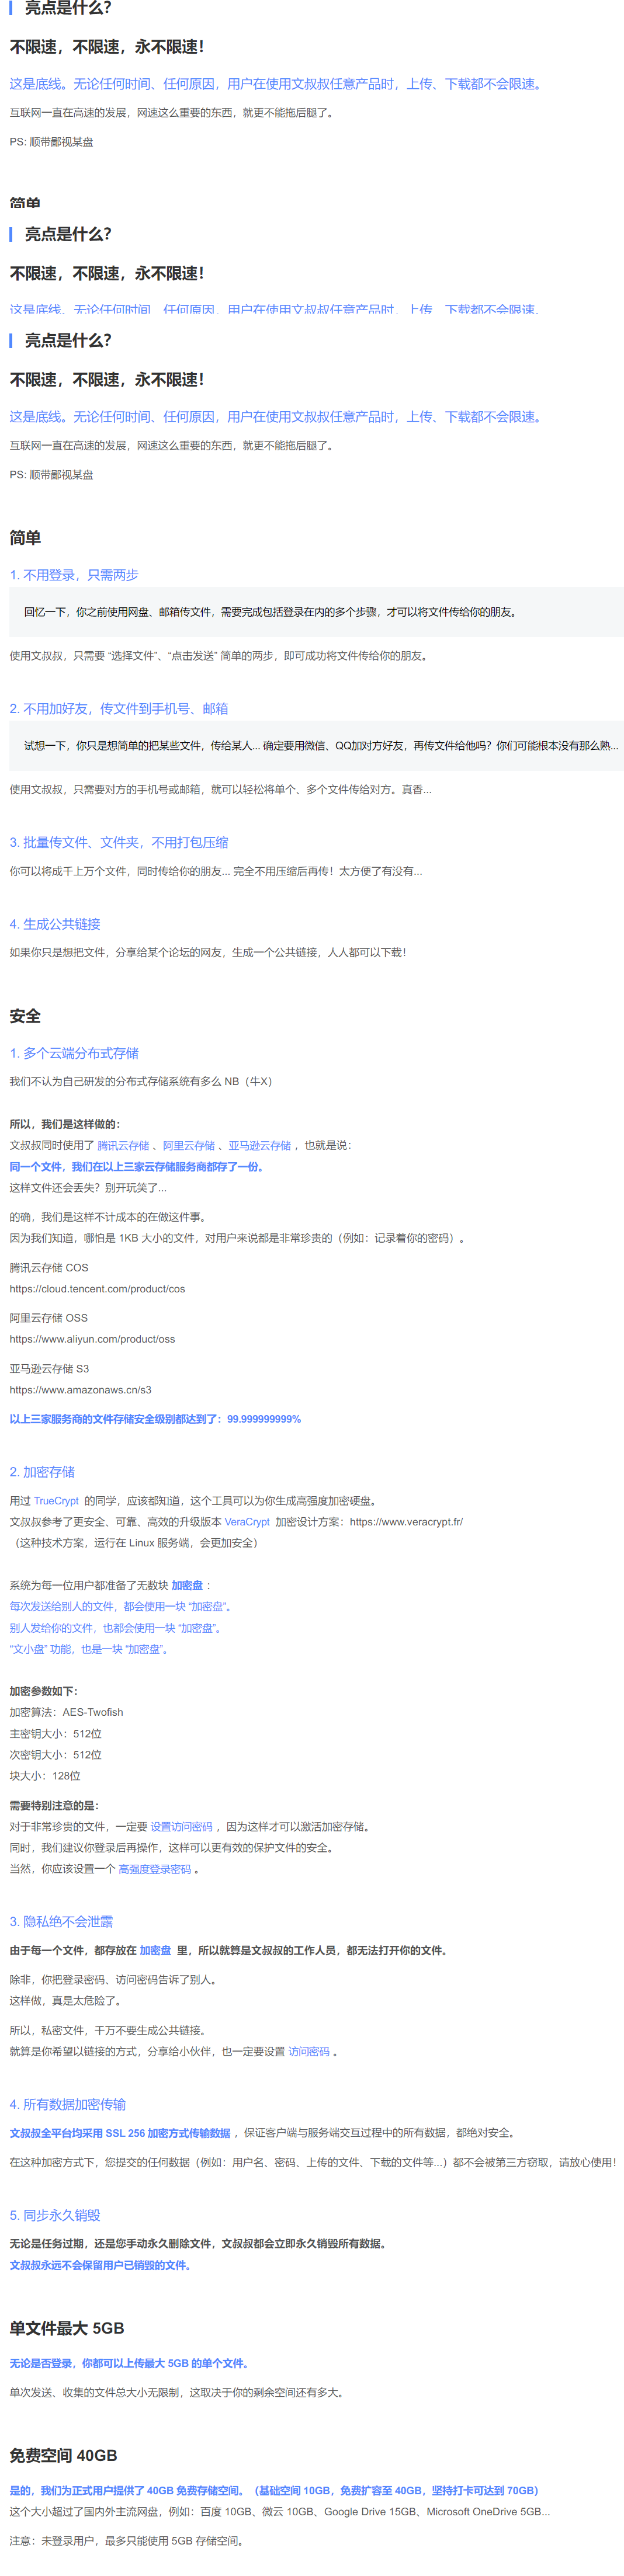 亮点是什么？
不限速，不限速，永不限速！
这是底线。无论任何时间、任何原因，用户在使用文叔叔任意产品时，上传、下载都不会限速。
互联网一直在高速的发展，网速这么重要的东西，就更不能拖后腿了。
PS: 顺带鄙视某盘
简单
亮点是什么？
不限速，不限速，永不限速！
这是底线。无论任何时间、任何原因，用户在使用文叔叔任意产品时，上传、下载都不会限速。
亮点是什么？
不限速，不限速，永不限速！
这是底线。无论任何时间、任何原因，用户在使用文叔叔任意产品时，上传、下载都不会限速。
互联网一直在高速的发展，网速这么重要的东西，就更不能拖后腿了。
PS: 顺带鄙视某盘
简单
1. 不用登录，只需两步
回忆一下，你之前使用网盘、邮箱传文件，需要完成包括登录在内的多个步骤，才可以将文件传给你的朋友。
使用文叔叔，只需要 “选择文件”、“点击发送” 简单的两步，即可成功将文件传给你的朋友。
2. 不用加好友，传文件到手机号、邮箱
试想一下，你只是想简单的把某些文件，传给某人... 确定要用微信、QQ加对方好友，再传文件给他吗？你们可能根本没有那么熟...
使用文叔叔，只需要对方的手机号或邮箱，就可以轻松将单个、多个文件传给对方。真香...
3. 批量传文件、文件夹，不用打包压缩
你可以将成千上万个文件，同时传给你的朋友... 完全不用压缩后再传！太方便了有没有...
4. 生成公共链接
如果你只是想把文件，分享给某个论坛的网友，生成一个公共链接，人人都可以下载！
安全
1. 多个云端分布式存储
我们不认为自己研发的分布式存储系统有多么 NB（牛X）
所以，我们是这样做的：
文叔叔同时使用了 腾讯云存储 、阿里云存储 、亚马逊云存储 ，也就是说：
同一个文件，我们在以上三家云存储服务商都存了一份。
这样文件还会丢失？别开玩笑了...
的确，我们是这样不计成本的在做这件事。
因为我们知道，哪怕是 1KB 大小的文件，对用户来说都是非常珍贵的（例如：记录着你的密码）。
腾讯云存储 COS
https://cloud.tencent.com/product/cos
阿里云存储 OSS
https://www.aliyun.com/product/oss
亚马逊云存储 S3
https://www.amazonaws.cn/s3
以上三家服务商的文件存储安全级别都达到了：99.999999999%
2. 加密存储
用过 TrueCrypt 的同学，应该都知道，这个工具可以为你生成高强度加密硬盘。
文叔叔参考了更安全、可靠、高效的升级版本 VeraCrypt 加密设计方案：https://www.veracrypt.fr/
（这种技术方案，运行在 Linux 服务端，会更加安全）
系统为每一位用户都准备了无数块 加密盘 ：
每次发送给别人的文件，都会使用一块 “加密盘”。
别人发给你的文件，也都会使用一块 “加密盘”。
“文小盘” 功能，也是一块 “加密盘”。
加密参数如下：
加密算法：AES-Twofish
主密钥大小：512位
次密钥大小：512位
块大小：128位
需要特别注意的是：
对于非常珍贵的文件，一定要 设置访问密码 ，因为这样才可以激活加密存储。
同时，我们建议你登录后再操作，这样可以更有效的保护文件的安全。
当然，你应该设置一个 高强度登录密码 。
3. 隐私绝不会泄露
由于每一个文件，都存放在 加密盘 里，所以就算是文叔叔的工作人员，都无法打开你的文件。
除非，你把登录密码、访问密码告诉了别人。
这样做，真是太危险了。
所以，私密文件，千万不要生成公共链接。
就算是你希望以链接的方式，分享给小伙伴，也一定要设置 访问密码 。
4. 所有数据加密传输
文叔叔全平台均采用 SSL 256 加密方式传输数据 ，保证客户端与服务端交互过程中的所有数据，都绝对安全。
在这种加密方式下，您提交的任何数据（例如：用户名、密码、上传的文件、下载的文件等...）都不会被第三方窃取，请放心使用！
5. 同步永久销毁
无论是任务过期，还是您手动永久删除文件，文叔叔都会立即永久销毁所有数据。
文叔叔永远不会保留用户已销毁的文件。
单文件最大 5GB
无论是否登录，你都可以上传最大 5GB 的单个文件。
单次发送、收集的文件总大小无限制，这取决于你的剩余空间还有多大。
免费空间 40GB
是的，我们为正式用户提供了 40GB 免费存储空间。（基础空间 10GB，免费扩容至 40GB，坚持打卡可达到 70GB）
这个大小超过了国内外主流网盘，例如：百度 10GB、微云 10GB、Google Drive 15GB、Microsoft OneDrive 5GB...
注意：未登录用户，最多只能使用 5GB 存储空间。